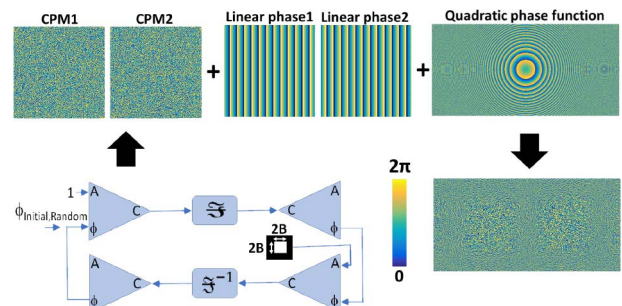 CPM1 CPM2 Linear phase1 Linear phase2 Quadratic phase function
+ +
1 A C ϕ
ℑ
C A ϕ
ϕInitial,Random
2B
2B
A C ϕ
ℑ⁻¹
C A ϕ
2π
0